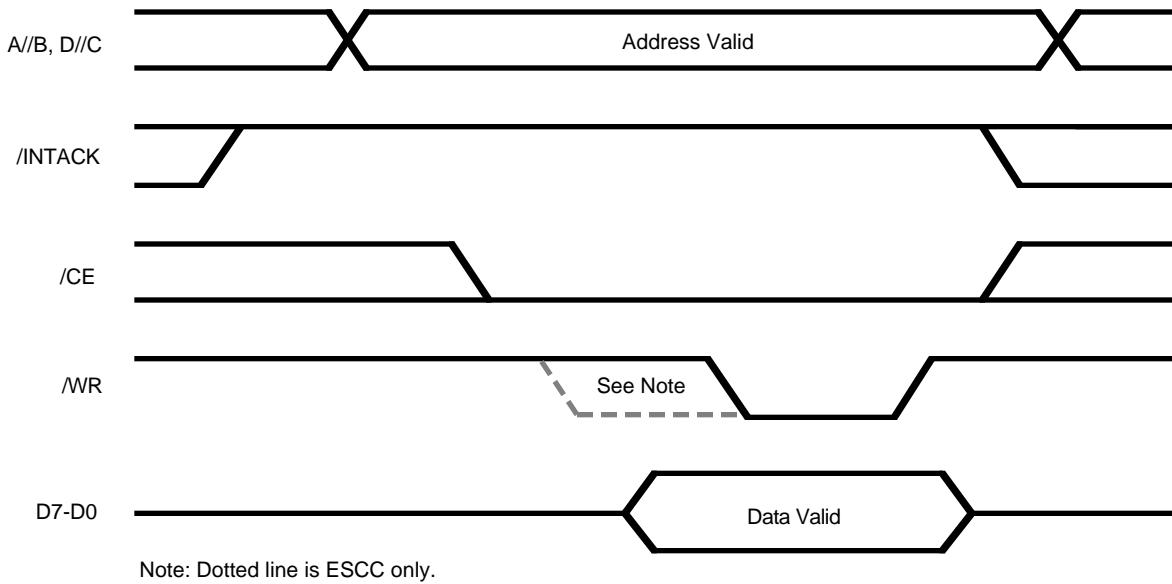 A//B, D//C
Address Valid
/INTACK
/CE
/WR
See Note
D7-D0
Data Valid
Note: Dotted line is ESCC only.